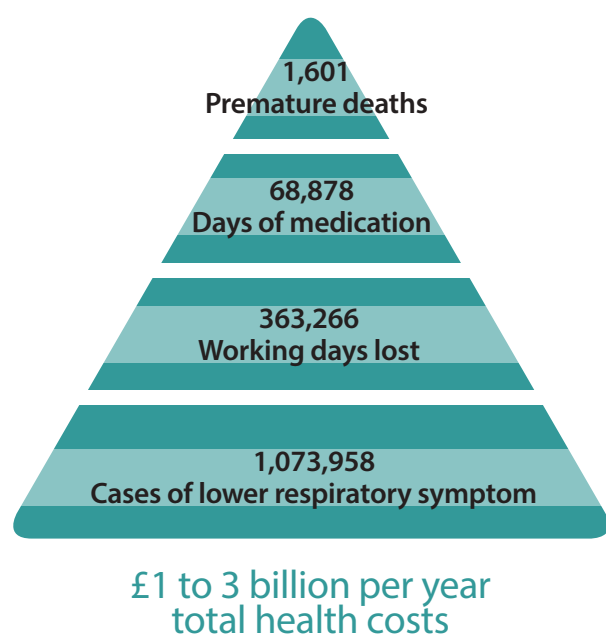 1,601
Premature deaths
68,878
Days of medication
363,266
Working days lost
1,073,958
Cases of lower respiratory symptom
£1 to 3 billion per year
total health costs